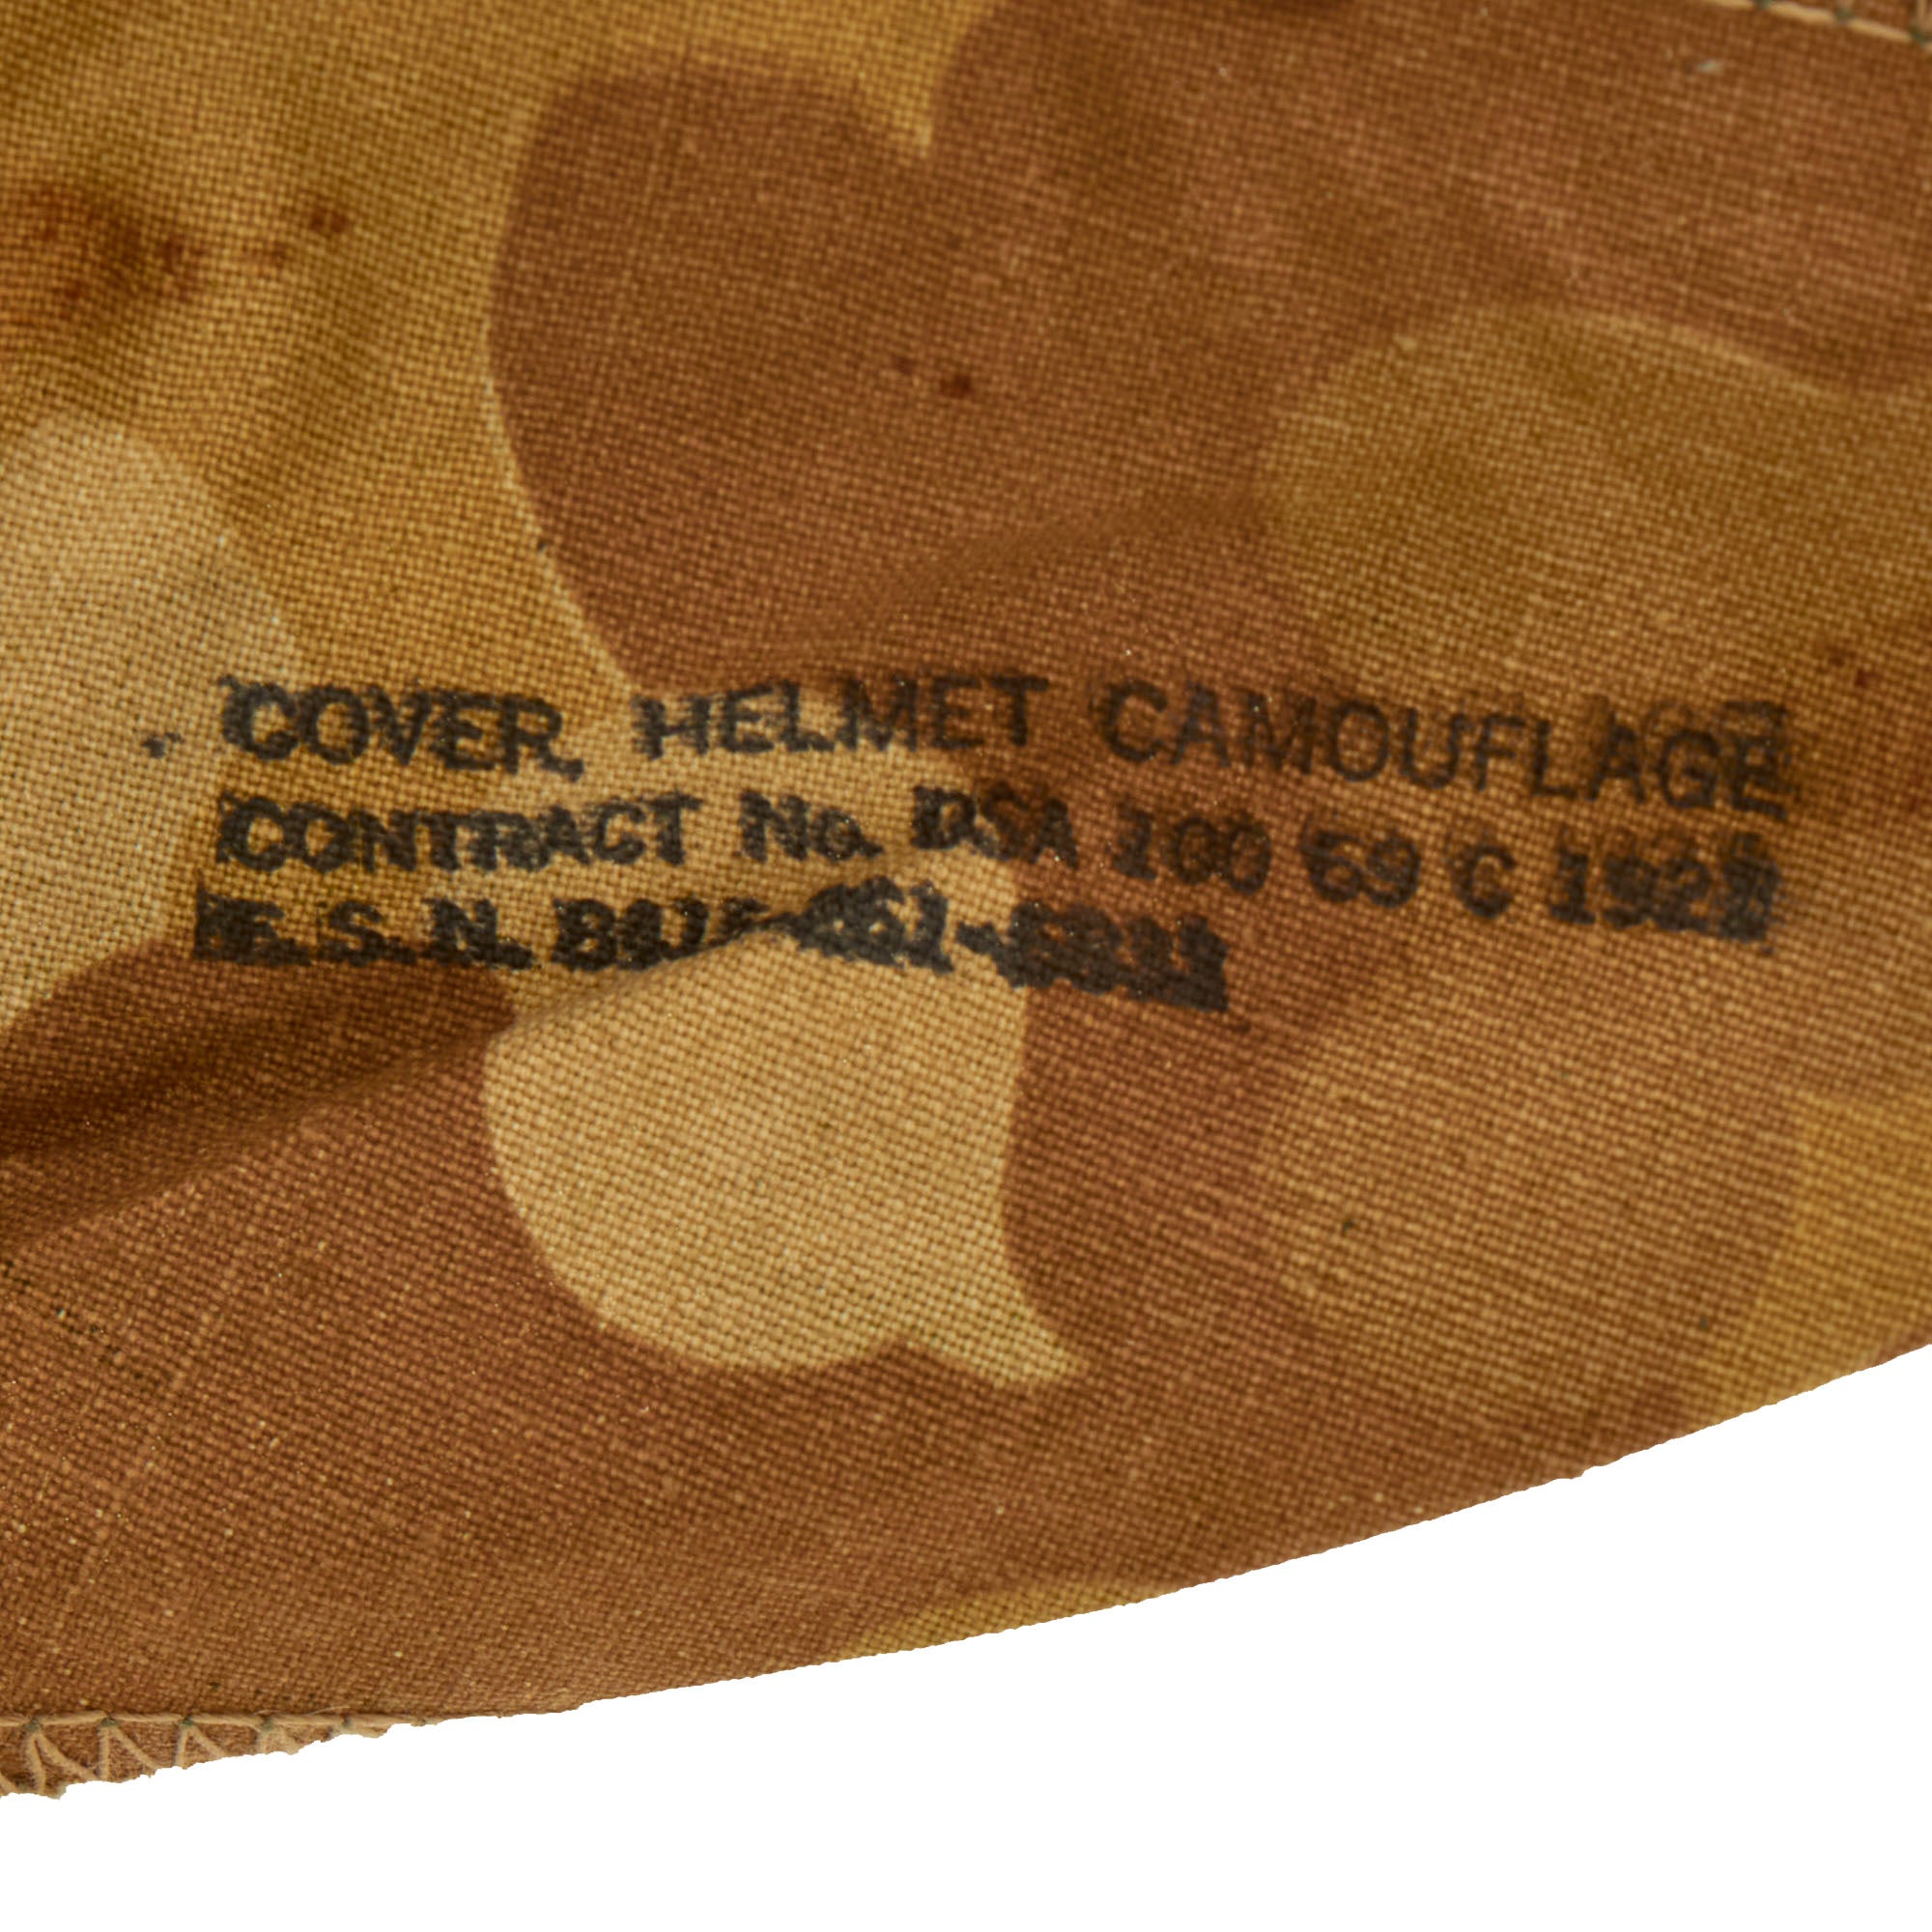 COVER, HELMET CAMOUFLAGE
CONTRACT No. DSA 100 69 C
F.S.N.